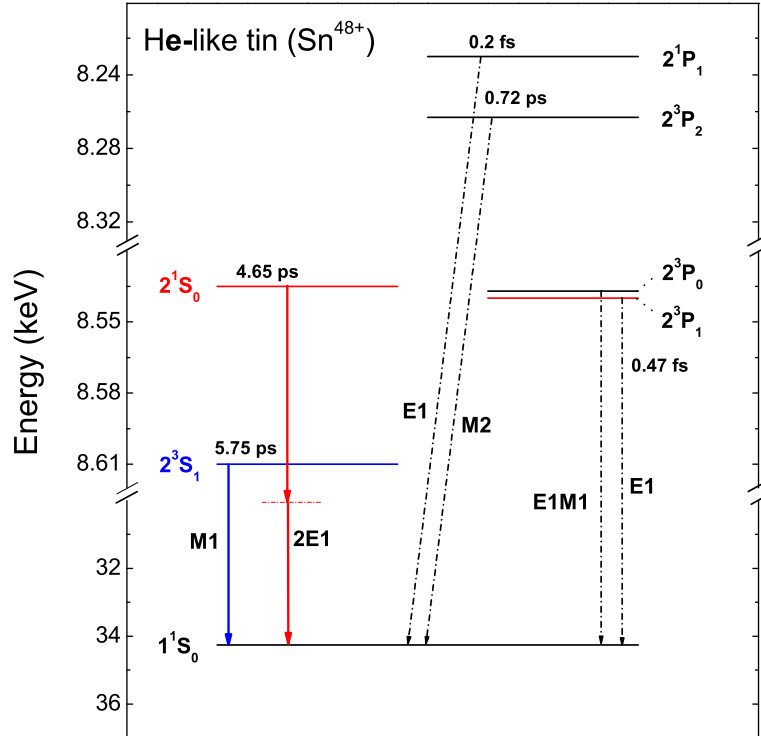 He-like tin (Sn48+)
0.2 fs
8.24
2¹P₁
0.72 ps
2³P₂
8.28
8.32
Energy (keV)
4.65 ps
2¹S₀
2³P₀
2³P₁
8.55
0.47 fs
8.58
E1
M2
5.75 ps
2³S₁
8.61
E1M1
E1
M1
2E1
32
1¹S₀
34
36